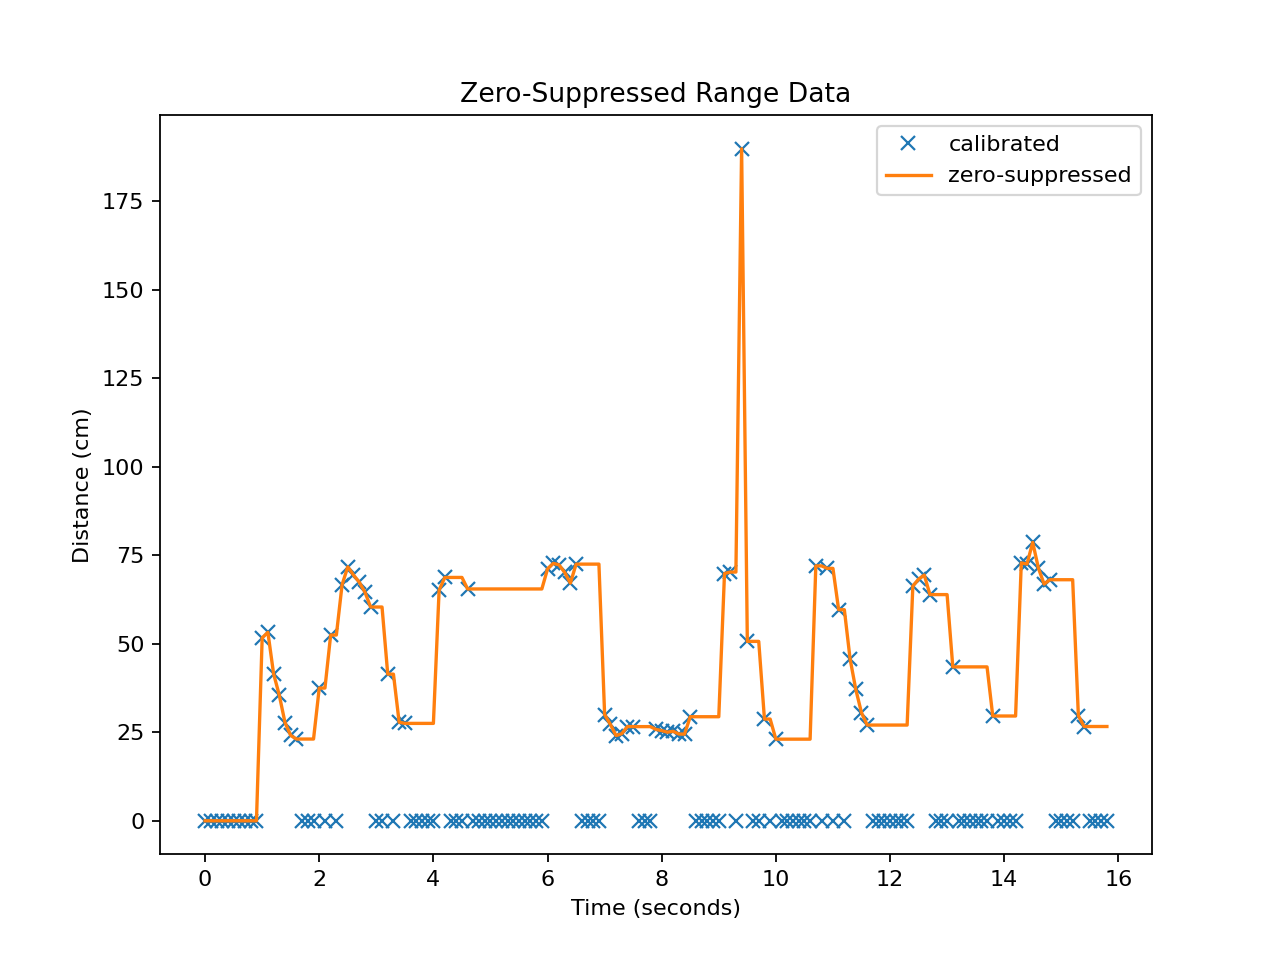 Zero-Suppressed Range Data
calibrated
zero-suppressed
175
150
125
100
75
50
25
0
Distance (cm)
0 2 4 6 8 10 12 14 16
Time (seconds)